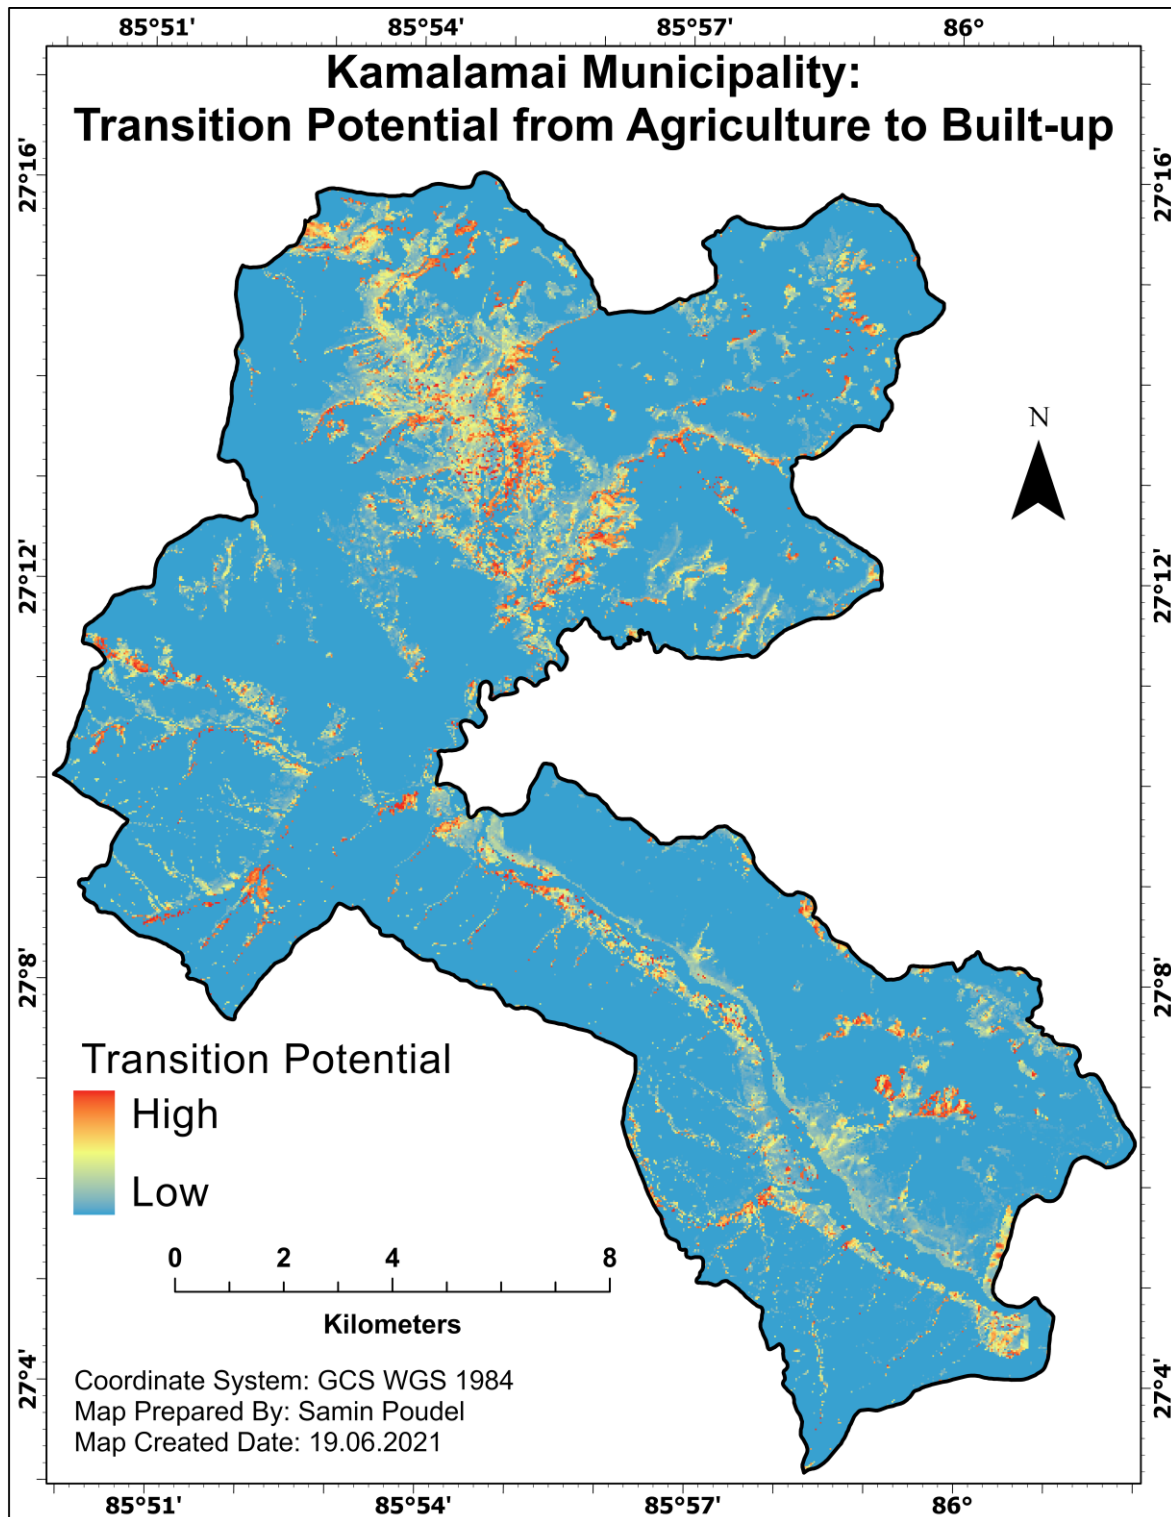 85°51' 85°54' 85°57' 86°
Kamalamai Municipality:
Transition Potential from Agriculture to Built-up
27°16' 27°16'
N
27°12' 27°12'
27°8' 27°8'
Transition Potential
High
Low
0 2 4 8
Kilometers
Coordinate System: GCS WGS 1984
Map Prepared By: Samin Poudel
Map Created Date: 19.06.2021
27°4' 27°4'
85°51' 85°54' 85°57' 86°